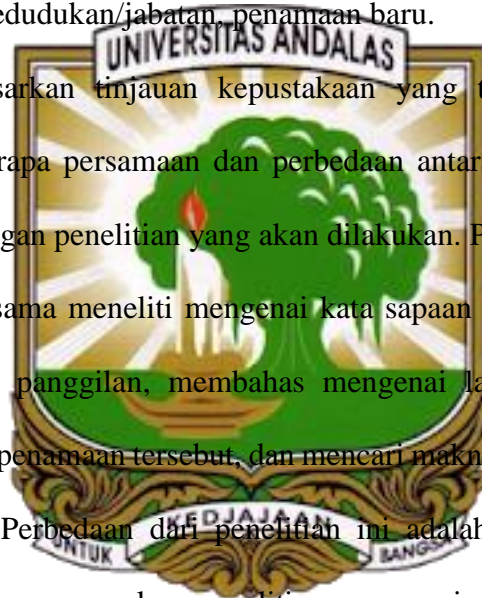 edudukan/jabatan, penamaan baru.
UNIVERSITAS ANDALAS
sarkan tinjauan kepustakaan yang t
rapa persamaan dan perbedaan antar
gan penelitian yang akan dilakukan. P
sama meneliti mengenai kata sapaan
panggilan, membahas mengenai la
penamaan tersebut, dan mencari makn
Perbedaan dari penelitian ini adalah
UNTUK KEDJAJAAN BANGSA